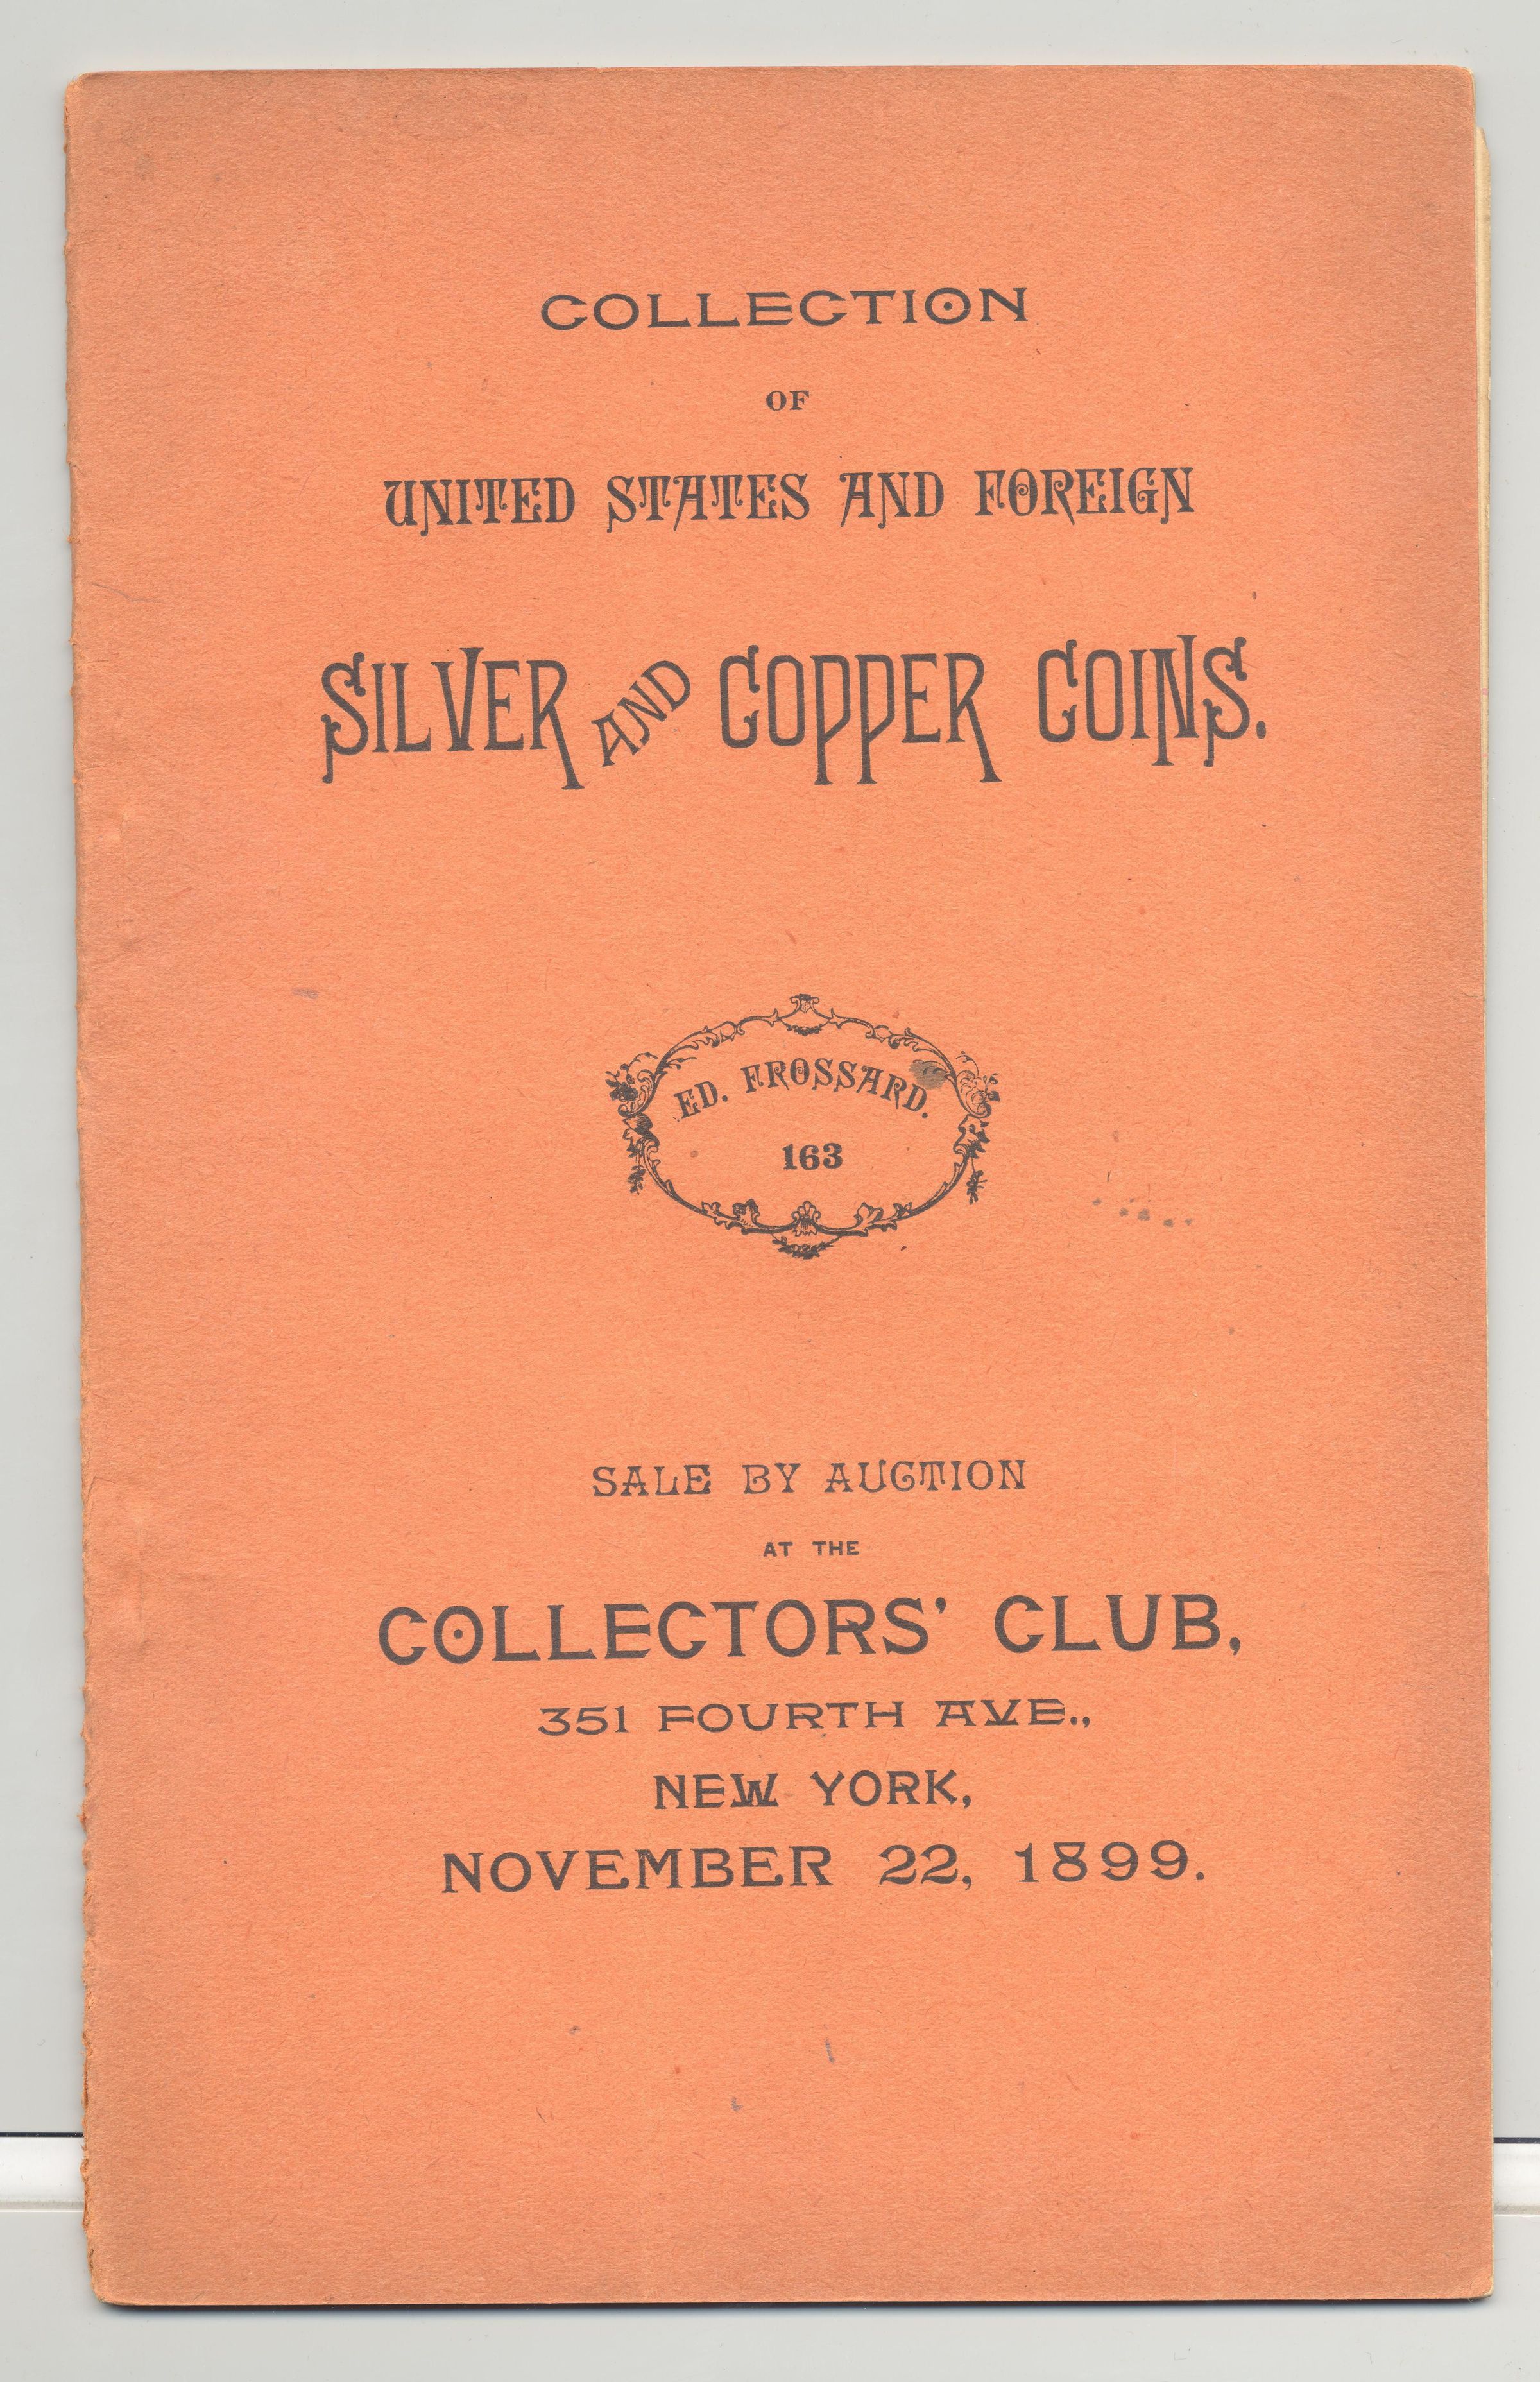 COLLECTION
OF
UNITED STATES AND FOREIGN
SILVER AND COPPER COINS.
ED. FROSSARD.
163
SALE BY AUCTION
AT THE
COLLECTORS' CLUB,
351 FOURTH AVE.,
NEW YORK,
NOVEMBER 22, 1899.